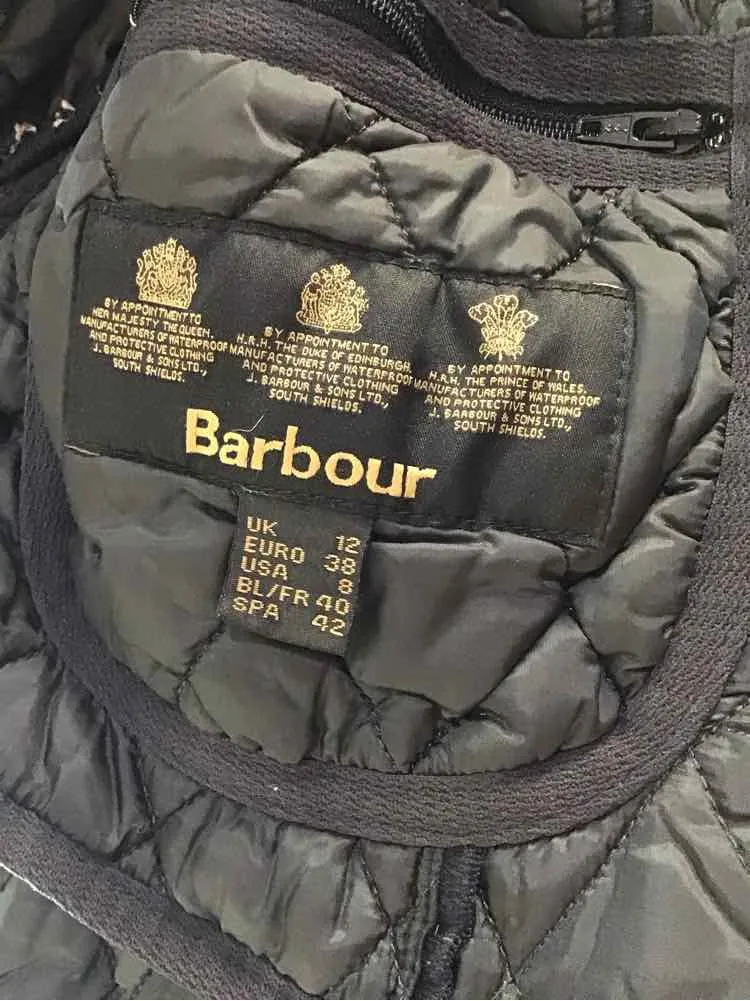 BY APPOINTMENT TO
HER MAJESTY THE QUEEN.
MANUFACTURERS OF WATERPROOF
AND PROTECTIVE CLOTHING
J. BARBOUR & SONS LTD.,
SOUTH SHIELDS.
BY APPOINTMENT TO
H.R.H. THE DUKE OF EDINBURGH.
MANUFACTURERS OF WATERPROOF
AND PROTECTIVE CLOTHING
J. BARBOUR & SONS LTD.,
SOUTH SHIELDS.
BY APPOINTMENT TO
H.R.H. THE PRINCE OF WALES.
MANUFACTURERS OF WATERPROOF
AND PROTECTIVE CLOTHING
J. BARBOUR & SONS LTD.,
SOUTH SHIELDS.
Barbour
UK 12
EURO 38
USA 8
BL/FR 40
SPA 42